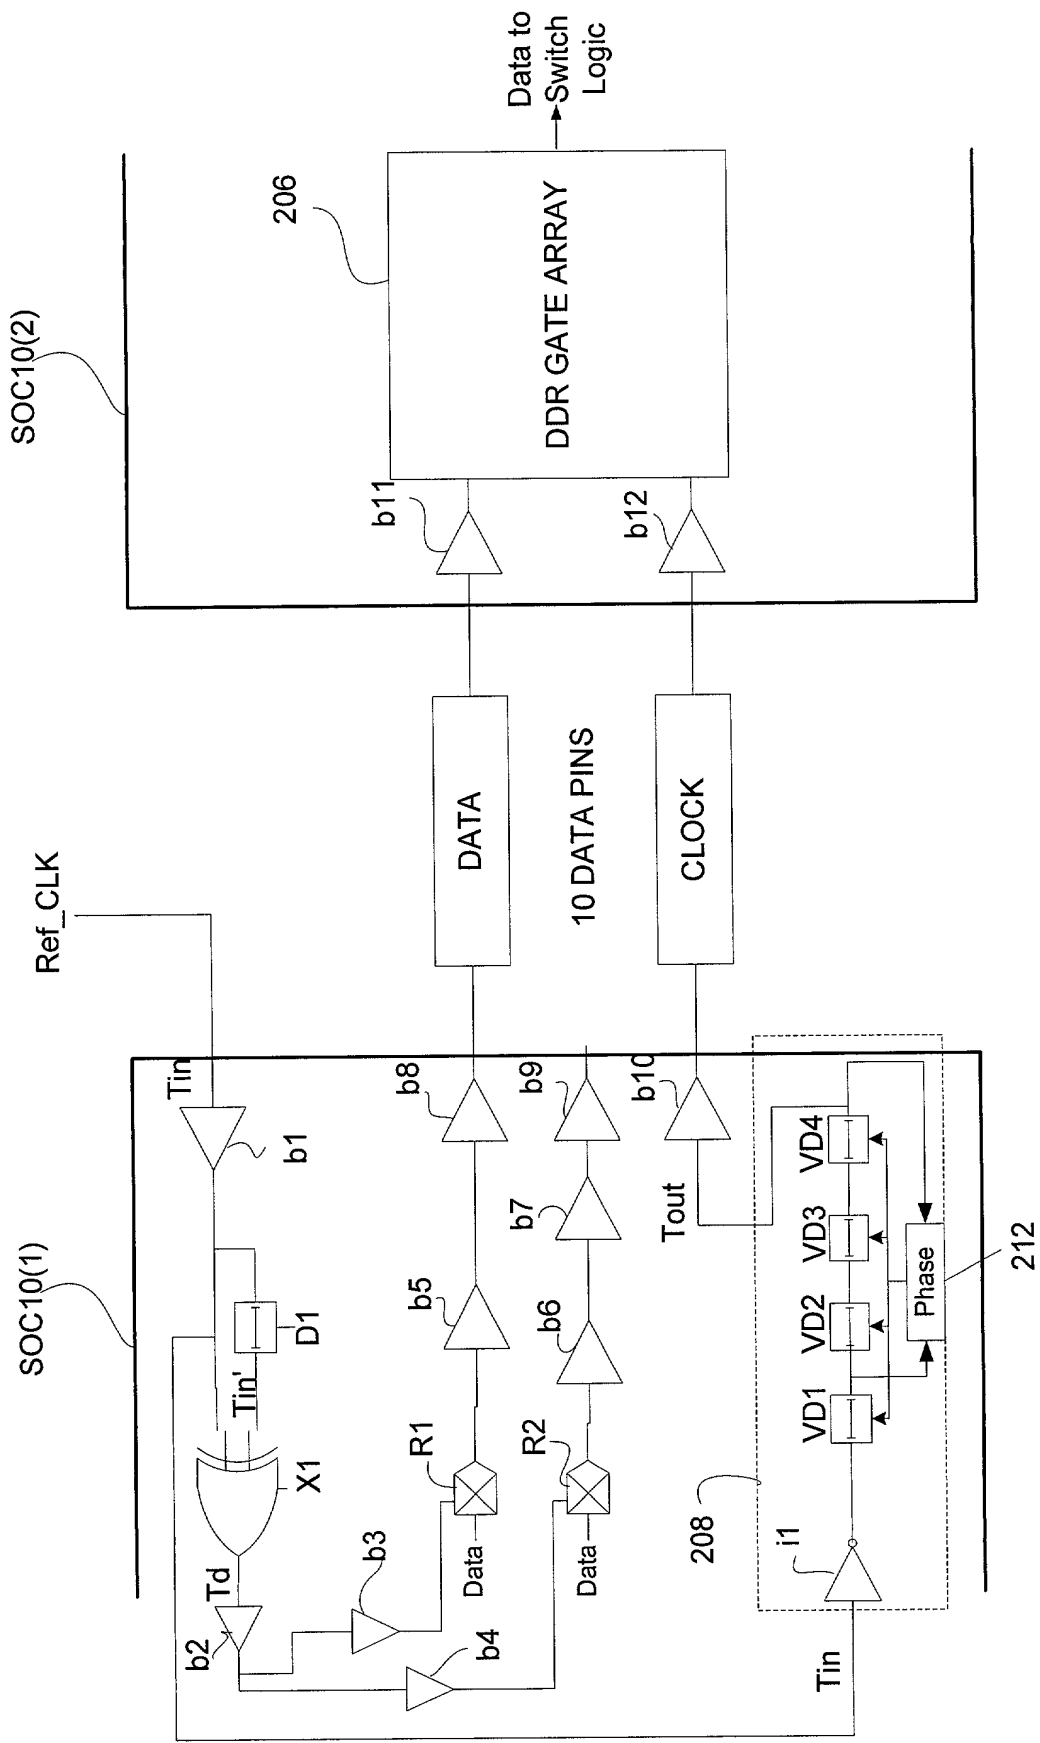 SOC10(1)
SOC10(2)
Ref_CLK
Tin
b1
D1
Tin'
X1
Td
b2
b3
b4
Data
R1
b5
b8
DATA
b11
206
DDR GATE ARRAY
Data to
Switch
Logic
Data
R2
b6
b7
b9
10 DATA PINS
Tout
b10
CLOCK
b12
208
Tin
i1
VD1
VD2
VD3
VD4
Phase
212